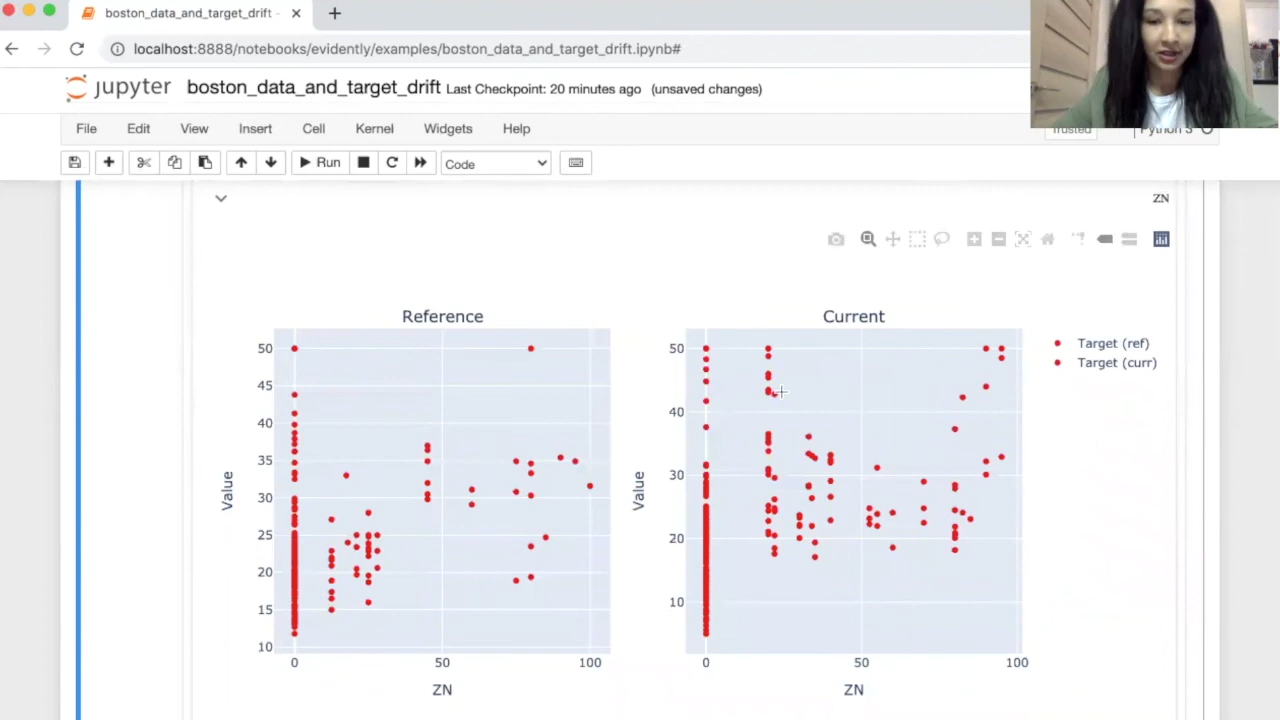 boston_data_and_target_drift -
localhost:8888/notebooks/evidently/examples/boston_data_and_target_drift.ipynb#
jupyter boston_data_and_target_drift Last Checkpoint: 20 minutes ago (unsaved changes)
File Edit View Insert Cell Kernel Widgets Help Trusted Python 3
Run Code
ZN
Reference Current
Target (ref)
Target (curr)
Value
50
45
40
35
30
25
20
15
10
0 50 100
ZN
Value
50
40
30
20
10
0 50 100
ZN